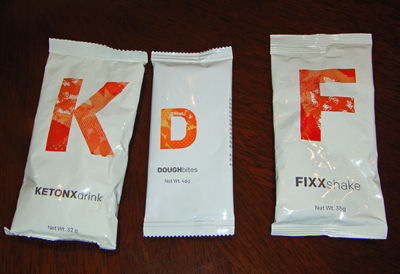 K
KETONXdrink
Net Wt. 32 g
D
DOUGHbites
Net Wt. 46g
F
FIXXshake
Net Wt. 35g